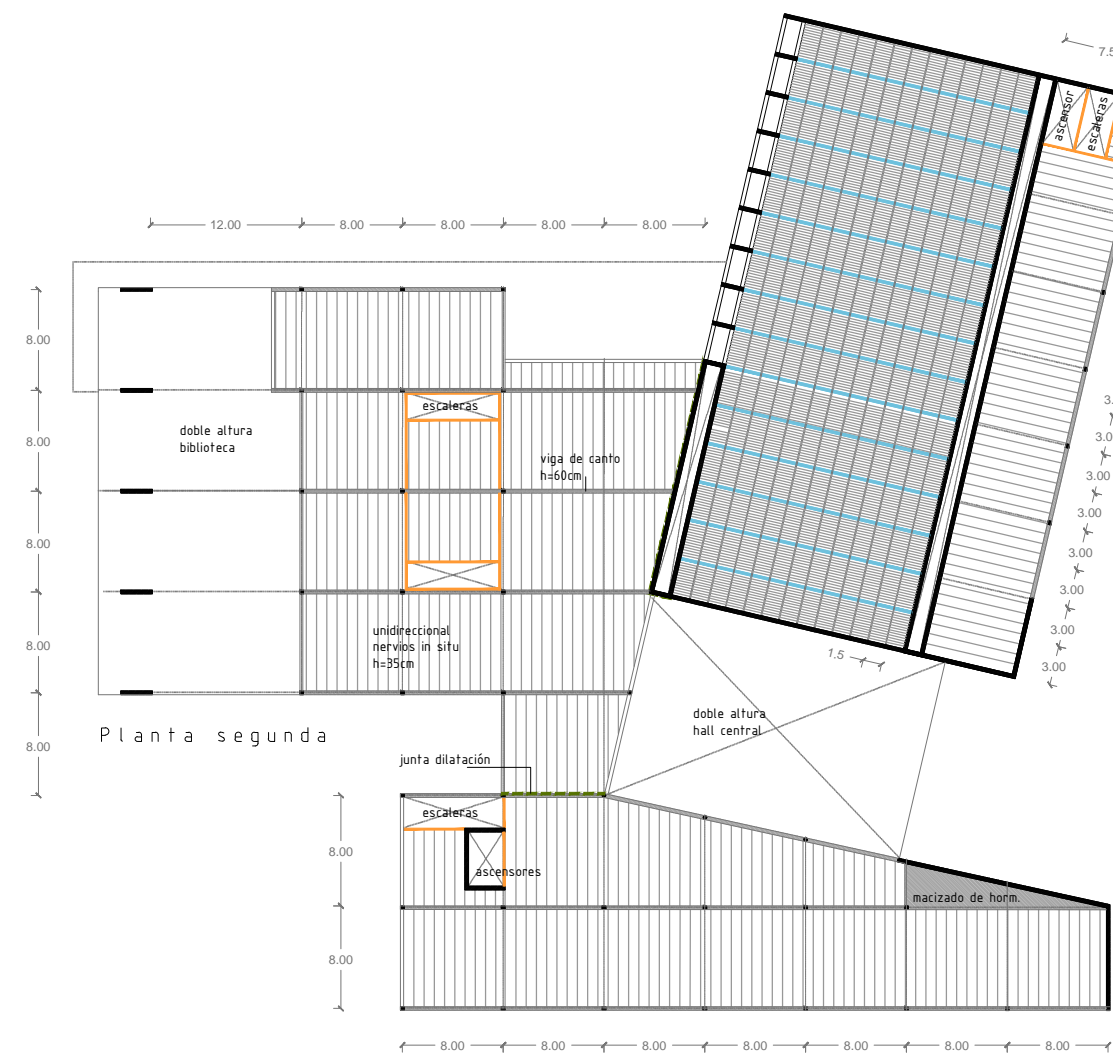 7.5
ascensor
escaleras
12.00
8.00
8.00
8.00
8.00
8.00
8.00
8.00
8.00
8.00
doble altura
biblioteca
escaleras
viga de canto
h=60cm
unidireccional
nervios in situ
h=35cm
3.
3.00
3.00
3.00
3.00
3.00
3.00
3.00
3.00
1.5
Planta segunda
doble altura
hall central
junta dilatación
escaleras
ascensores
macizado de horm.
8.00
8.00
8.00
8.00
8.00
8.00
8.00
8.00
8.00